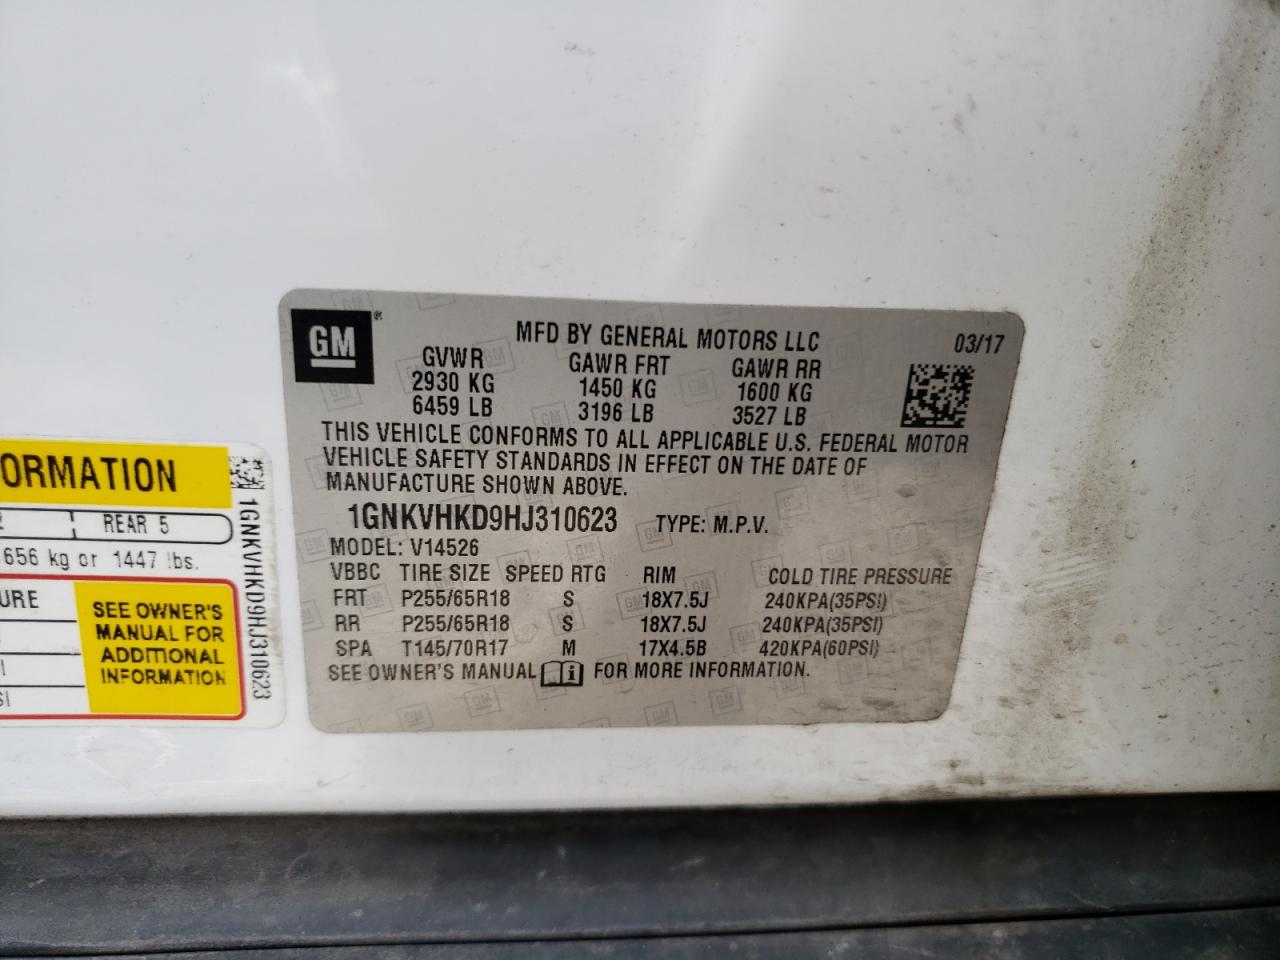 GM
®
MFD BY GENERAL MOTORS LLC
03/17
GVWR GAWR FRT GAWR RR
2930 KG 1450 KG 1600 KG
6459 LB 3196 LB 3527 LB
THIS VEHICLE CONFORMS TO ALL APPLICABLE U.S. FEDERAL MOTOR
VEHICLE SAFETY STANDARDS IN EFFECT ON THE DATE OF
MANUFACTURE SHOWN ABOVE.
1GNKVHKD9HJ310623 TYPE: M.P.V.
MODEL: V14526
VBBC TIRE SIZE SPEED RTG RIM COLD TIRE PRESSURE
FRT P255/65R18 S 18X7.5J 240KPA(35PSI)
RR P255/65R18 S 18X7.5J 240KPA(35PSI)
SPA T145/70R17 M 17X4.5B 420KPA(60PSI)
SEE OWNER'S MANUAL i FOR MORE INFORMATION.
ORMATION
2 REAR 5
656 kg or 1447 lbs.
URE
SEE OWNER'S
MANUAL FOR
ADDITIONAL
INFORMATION
I
SI
1GNKVHKD9HJ310623